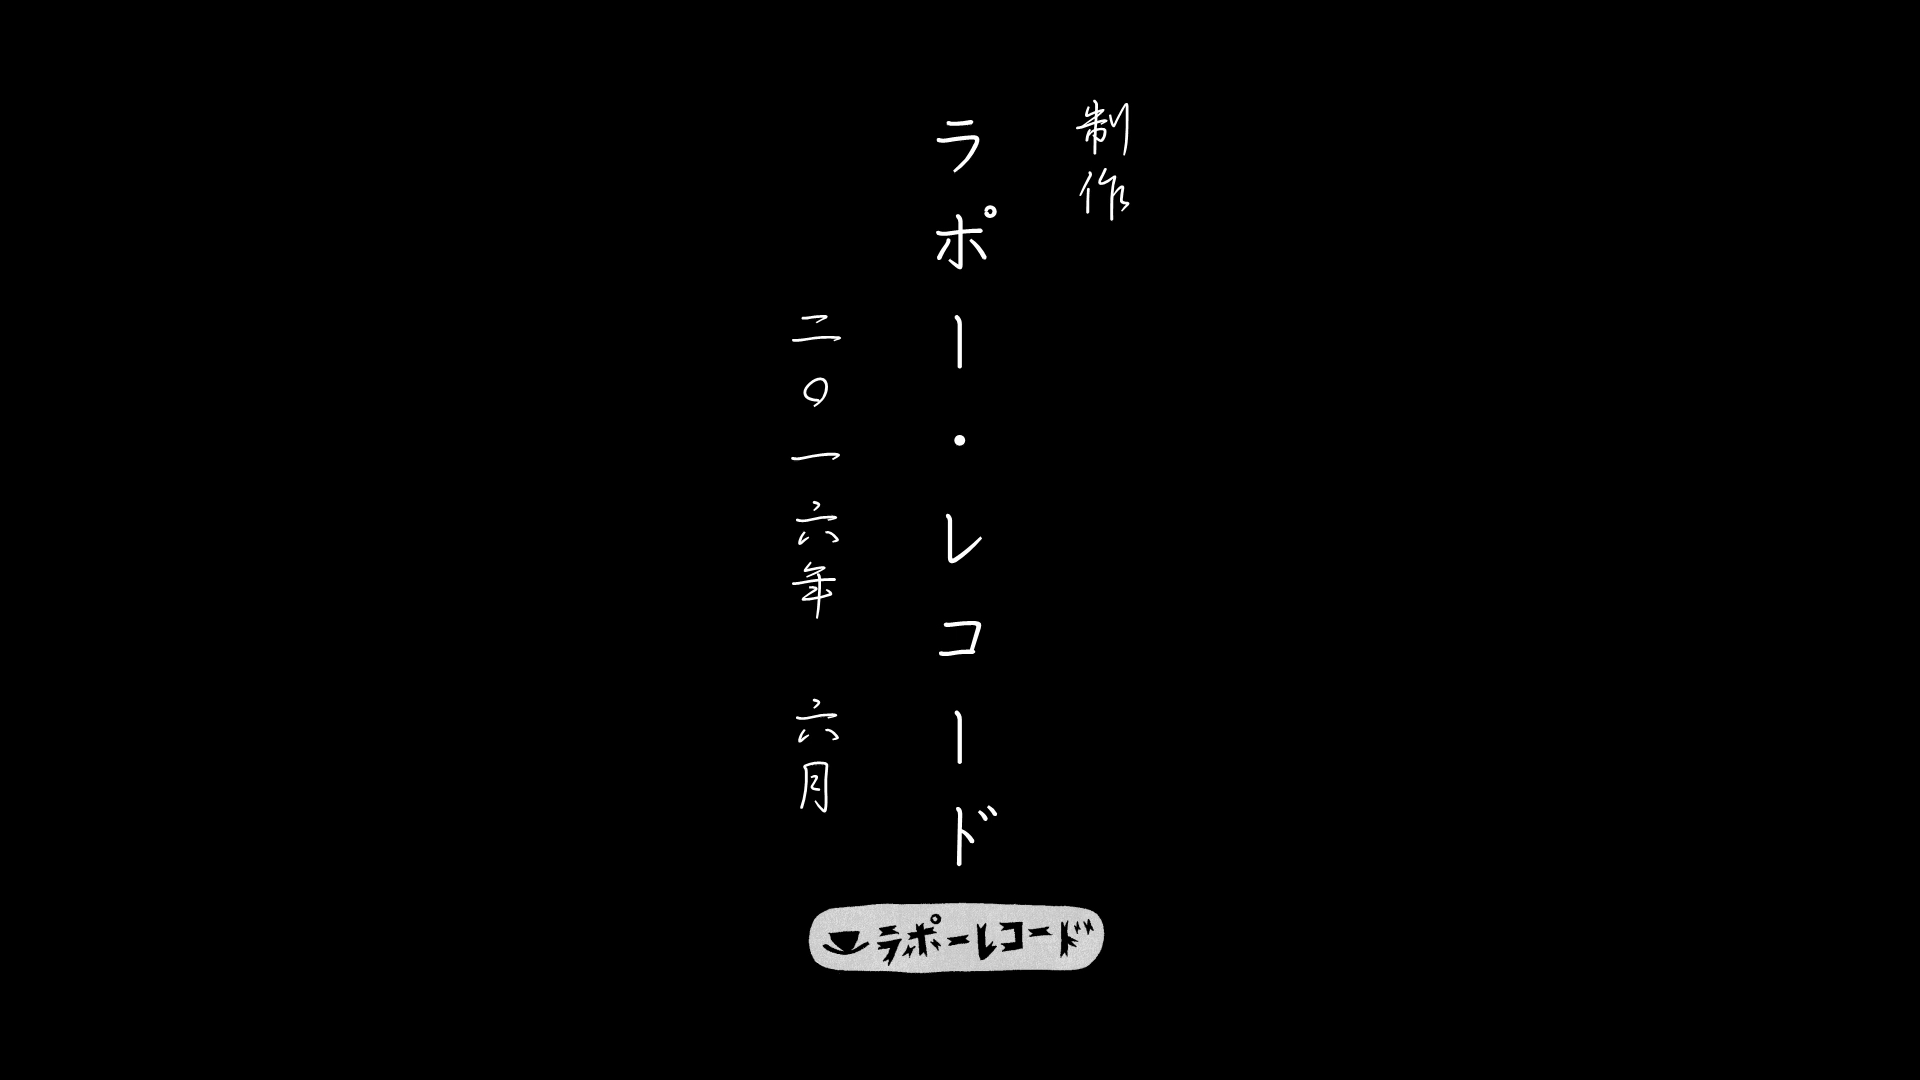 制作
ラポー・レコード
二〇一六年 六月
ラポーレコード